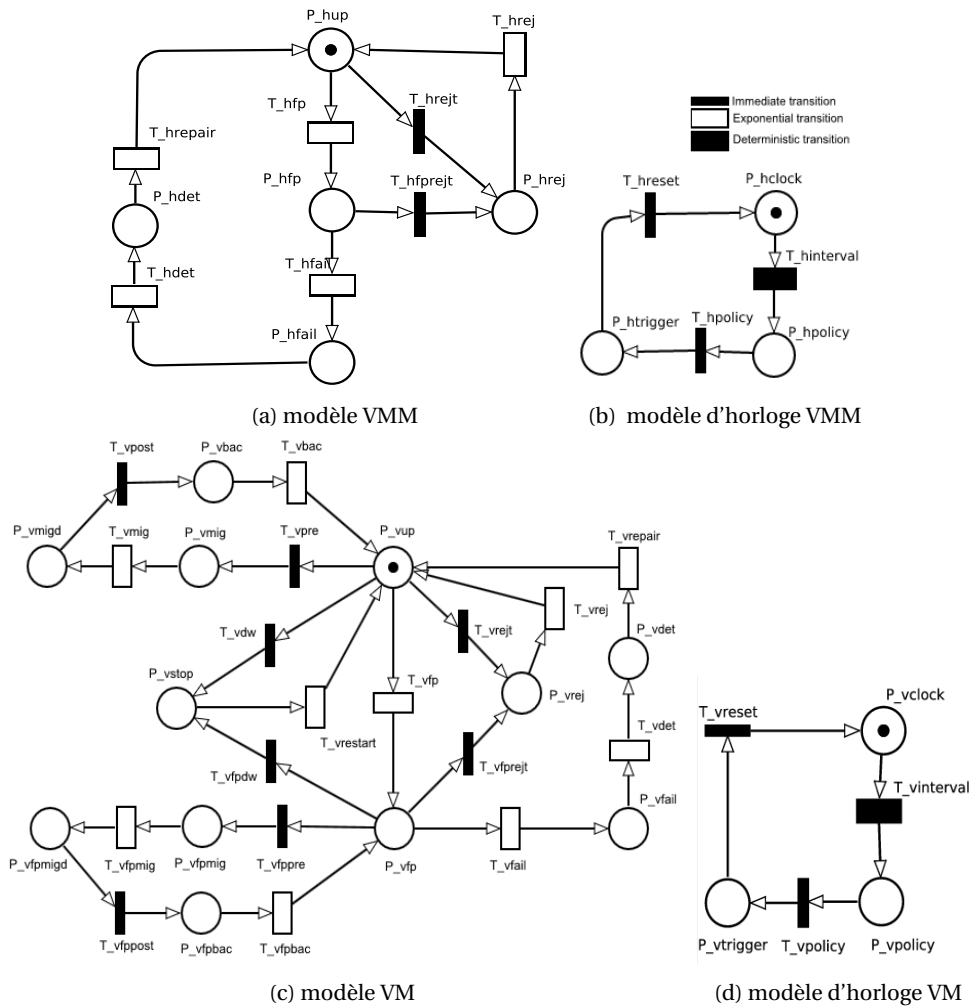 P_hup
T_hrej
T_hfp
T_hrejt
Immediate transition
Exponential transition
Deterministic transition
T_hrepair
P_hfp
T_hfprejt
P_hrej
P_hdet
T_hreset
P_hclock
T_hfail
T_hdet
T_hinterval
P_hfail
P_htrigger
T_hpolicy
P_hpolicy
(a) modèle VMM
(b) modèle d'horloge VMM
T_vpost
P_vbac
T_vbac
P_vmigd
T_vmig
P_vmig
T_vpre
P_vup
T_vrepair
T_vdw
T_vrejt
T_vrej
P_vdet
P_vstop
T_vfp
P_vrej
T_vreset
P_vclock
T_vrestart
T_vdet
T_vfpdw
T_vfprejt
T_vinterval
P_vfail
P_vfpmigd
T_vfpmig
P_vfpmig
T_vfppre
P_vfp
T_vfail
T_vfppost
P_vfpbac
T_vfpbac
P_vtrigger
T_vpolicy
P_vpolicy
(c) modèle VM
(d) modèle d'horloge VM